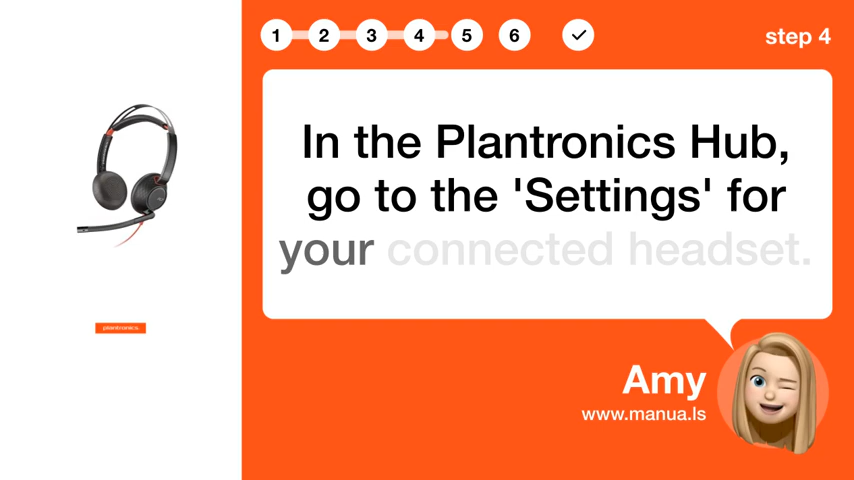 1 2 3 4 5 6 step 4
In the Plantronics Hub,
go to the 'Settings' for
your connected headset.
Amy
www.manua.ls